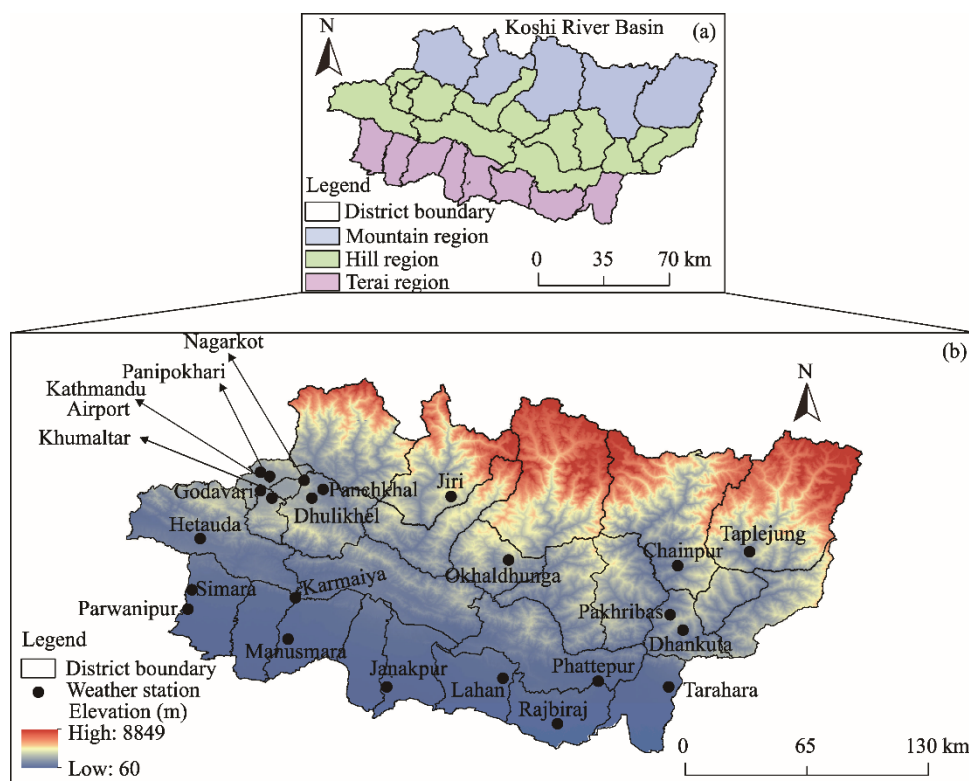 Koshi River Basin
(a)
N
Legend
District boundary
Mountain region
Hill region
Terai region
0 35 70 km
(b)
Nagarkot
Panipokhari
Kathmandu
Airport
Khumaltar
N
Godavari
Panchkhal
Jiri
Dhulikhel
Hetauda
Taplejung
Chainpur
Okhaldhunga
Simara
Karmaiya
Parwanipur
Pakhribas
Dhankuta
Manusmara
Janakpur
Lahan
Phattepur
Tarahara
Rajbiraj
Legend
District boundary
Weather station
Elevation (m)
High: 8849
Low: 60
0 65 130 km